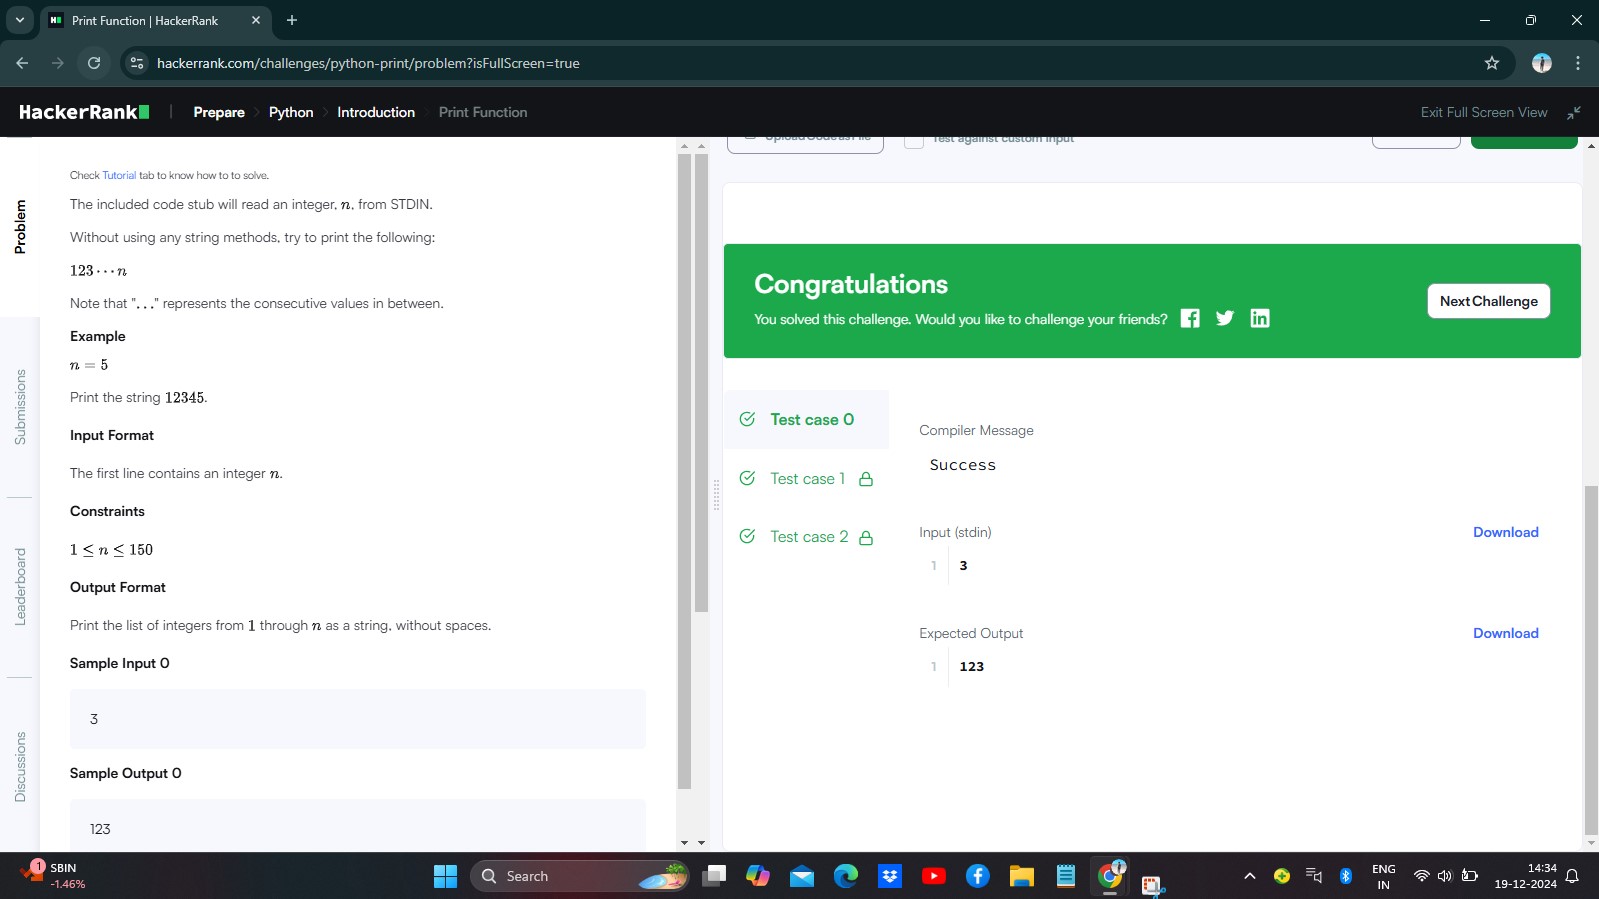 Print Function | HackerRank
hackerrank.com/challenges/python-print/problem?isFullScreen=true
HackerRank
Prepare
Python
Introduction
Print Function
Exit Full Screen View
Problem
Submissions
Leaderboard
Discussions
Check Tutorial tab to know how to to solve.
The included code stub will read an integer, n, from STDIN.
Without using any string methods, try to print the following:
123⋯n
Note that "..." represents the consecutive values in between.
Example
n = 5
Print the string 12345.
Input Format
The first line contains an integer n.
Constraints
1 ≤ n ≤ 150
Output Format
Print the list of integers from 1 through n as a string, without spaces.
Sample Input 0
3
Sample Output 0
123
Upload Code as File
Test against custom input
Congratulations
You solved this challenge. Would you like to challenge your friends?
Next Challenge
Test case 0
Test case 1
Test case 2
Compiler Message
Success
Input (stdin)
Download
1 3
Expected Output
Download
1 123
1
SBIN
-1.46%
Search
ENG
IN
14:34
19-12-2024